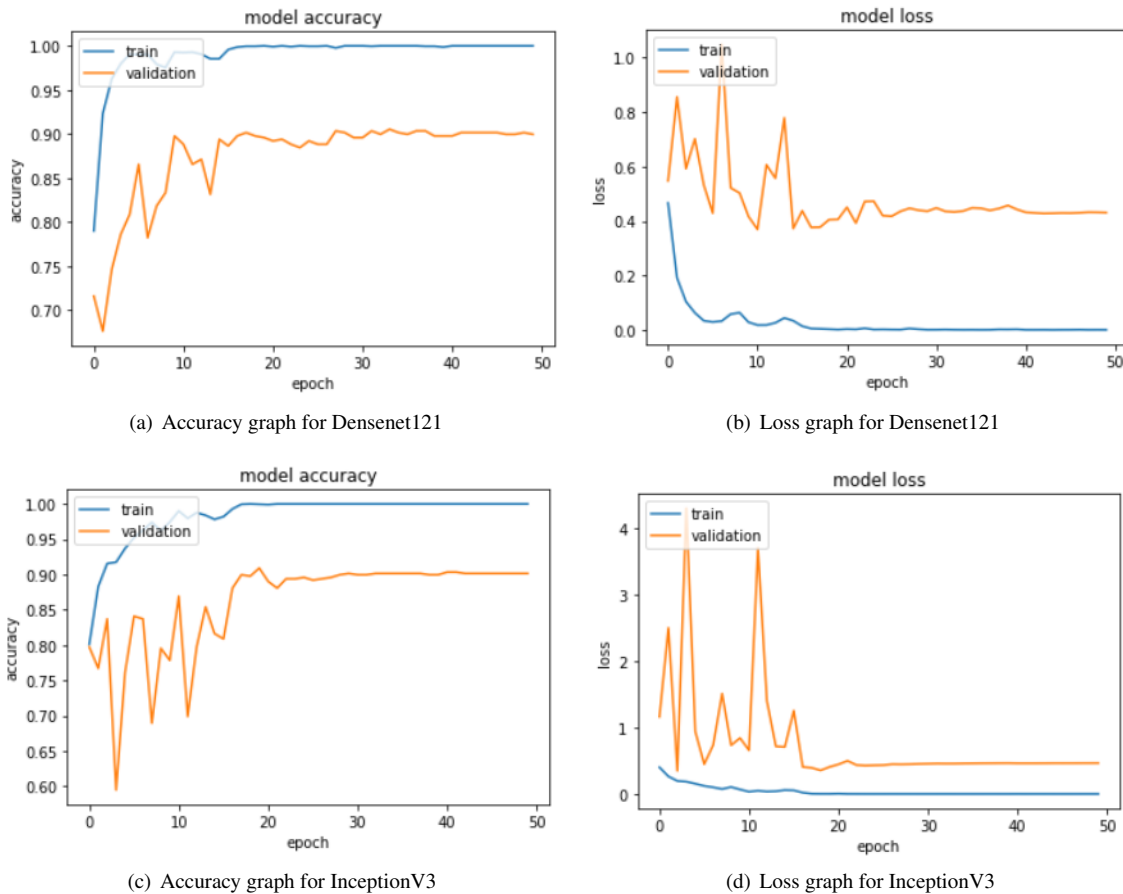 model accuracy
train
validation
1.00
0.95
0.90
0.85
0.80
0.75
0.70
accuracy
0 10 20 30 40 50
epoch
(a) Accuracy graph for Densenet121
model loss
train
validation
1.0
0.8
0.6
0.4
0.2
0.0
loss
0 10 20 30 40 50
epoch
(b) Loss graph for Densenet121
model accuracy
train
validation
1.00
0.95
0.90
0.85
0.80
0.75
0.70
0.65
0.60
accuracy
0 10 20 30 40 50
epoch
(c) Accuracy graph for InceptionV3
model loss
train
validation
4
3
2
1
0
loss
0 10 20 30 40 50
epoch
(d) Loss graph for InceptionV3